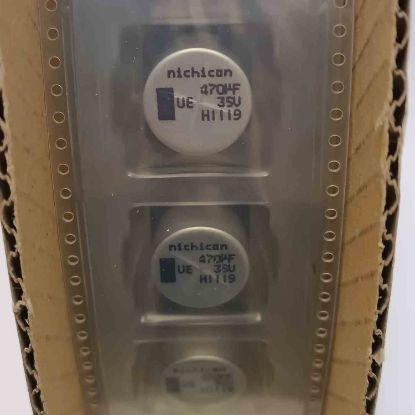 nichicon
470µF
UE 35V
H1119
nichicon
470µF
UE 35V
H1119